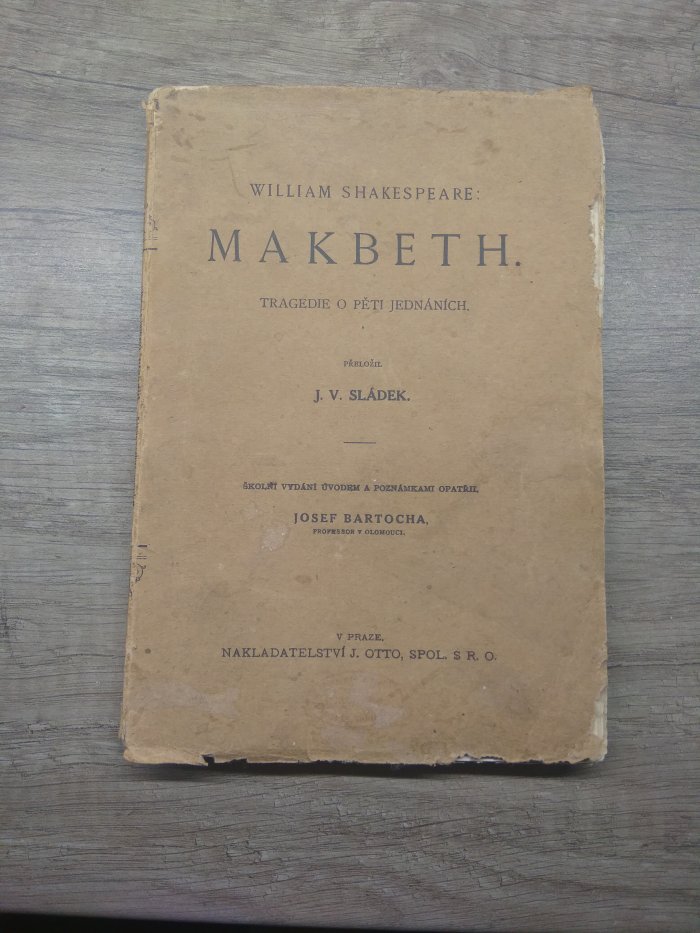 WILLIAM SHAKESPEARE:
MAKBETH.
TRAGEDIE O PĚTI JEDNÁNÍCH.
PŘELOŽIL
J. V. SLÁDEK.
ŠKOLNÍ VYDÁNÍ ÚVODEM A POZNÁMKAMI OPATŘIL
JOSEF BARTOCHA,
PROFESSOR V OLOMOUCI.
V PRAZE.
NAKLADATELSTVÍ J. OTTO, SPOL. S R. O.